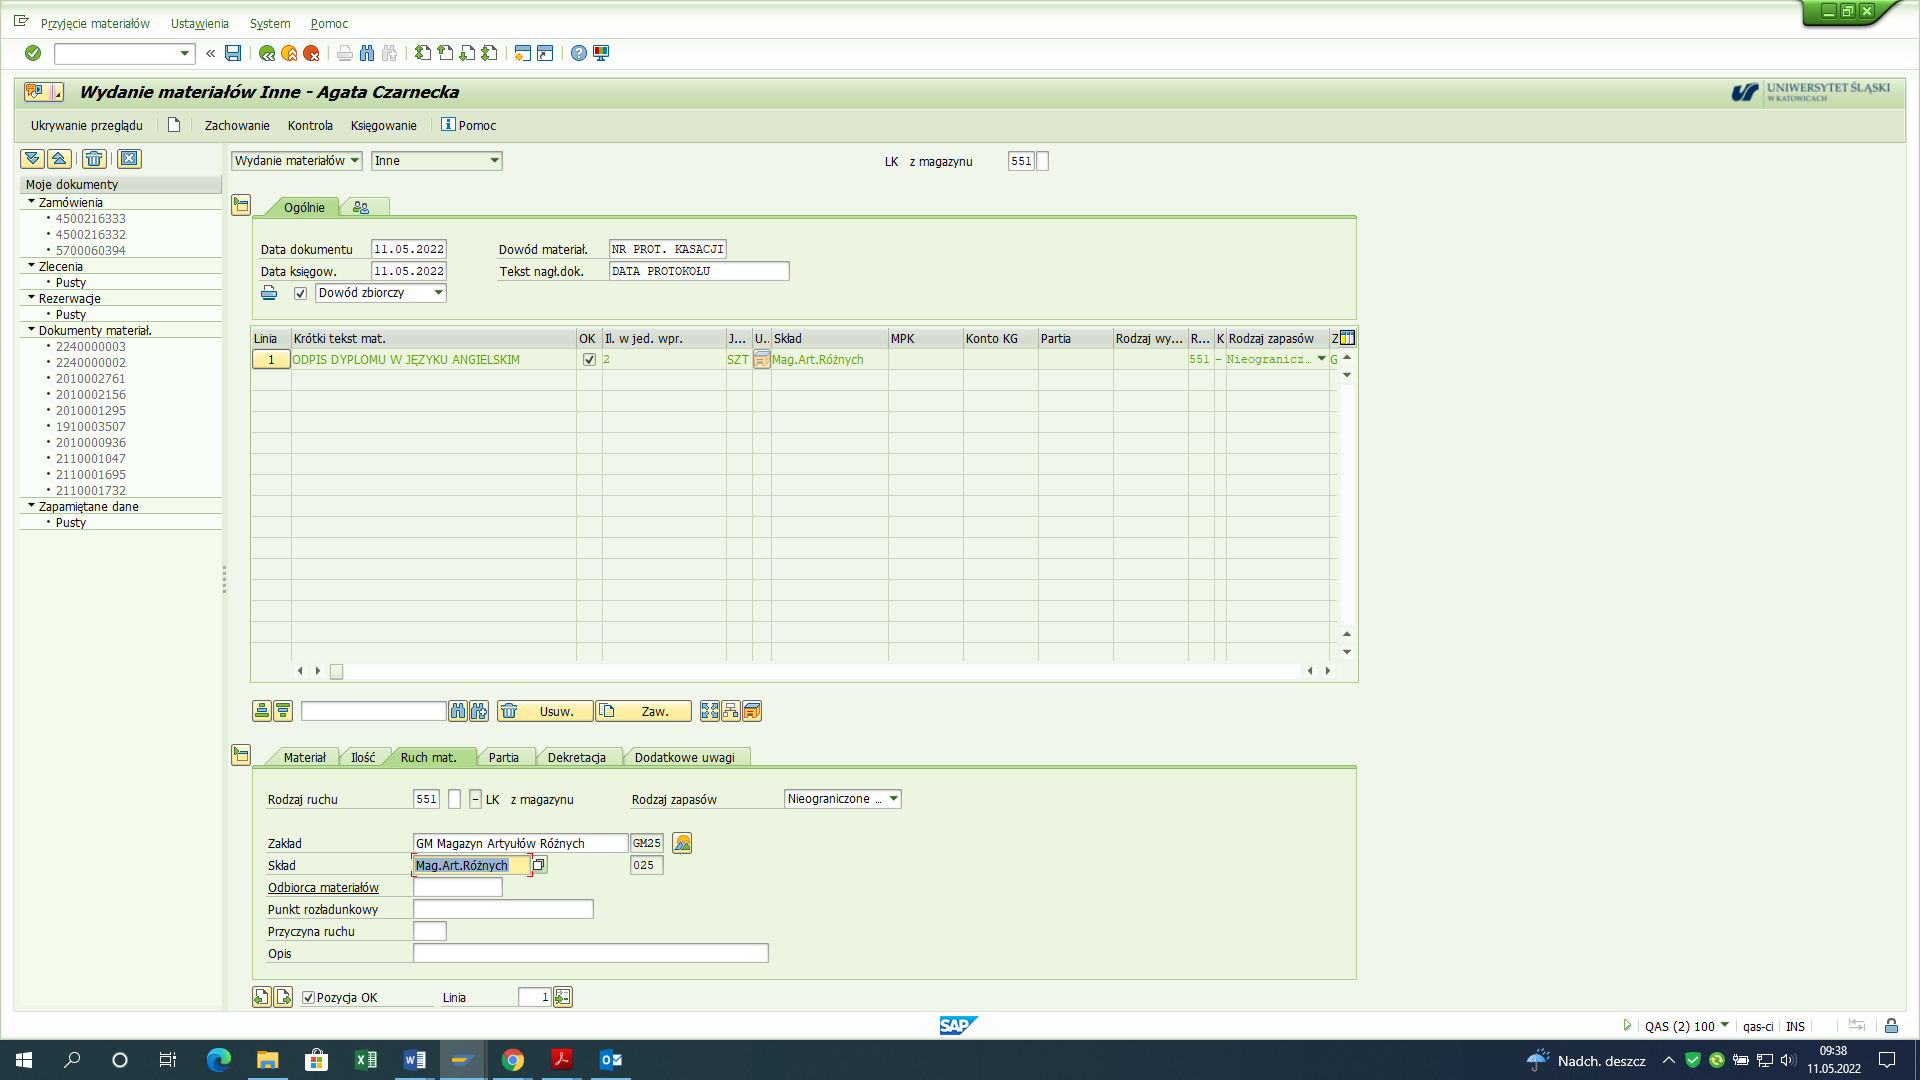 Przyjęcie materiałów Ustawienia System Pomoc
Wydanie materiałów Inne - Agata Czarnecka
UNIWERSYTET ŚLĄSKI
W KATOWICACH
Ukrywanie przeglądu Zachowanie Kontrola Księgowanie Pomoc
Wydanie materiałów Inne LK z magazynu 551
Moje dokumenty
Zamówienia
4500216333
4500216332
5700060394
Zlecenia
Pusty
Rezerwacje
Pusty
Dokumenty materiał.
2240000003
2240000002
2010002761
2010002156
2010001295
1910003507
2010000936
2110001047
2110001695
2110001732
Zapamiętane dane
Pusty
Ogólnie
Data dokumentu 11.05.2022 Dowód materiał. NR PROT. KASACJI
Data księgow. 11.05.2022 Tekst nagł.dok. DATA PROTOKOŁU
Dowód zbiorczy
Linia Krótki tekst mat. OK Il. w jed. wpr. J... U.. Skład MPK Konto KG Partia Rodzaj wy... R... K Rodzaj zapasów Z
1 ODPIS DYPLOMU W JĘZYKU ANGIELSKIM 2 SZT Mag.Art.Różnych 551 - Nieogranicz… G
Usuw. Zaw.
Materiał Ilość Ruch mat. Partia Dekretacja Dodatkowe uwagi
Rodzaj ruchu 551 - LK z magazynu Rodzaj zapasów Nieograniczone ...
Zakład GM Magazyn Artyułów Różnych GM25
Skład Mag.Art.Różnych 025
Odbiorca materiałów
Punkt rozładunkowy
Przyczyna ruchu
Opis
Pozycja OK Linia 1
SAP
QAS (2) 100 qas-ci INS
Nadch. deszcz
09:38
11.05.2022